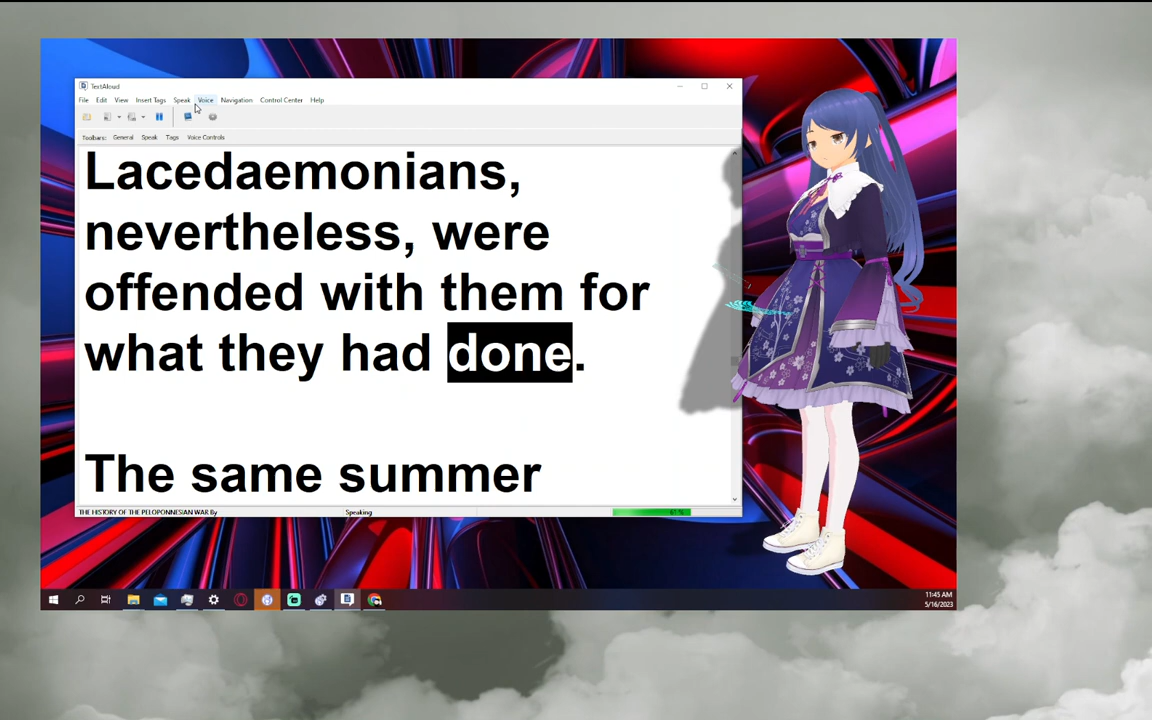 TextAloud
File Edit View Insert Tags Speak Voice Navigation Control Center Help
Toolbars: General Speak Tags Voice Controls
Lacedaemonians,
nevertheless, were
offended with them for
what they had done.
The same summer
THE HISTORY OF THE PELOPONNESIAN WAR By Speaking 61 %
11:45 AM
5/16/2023